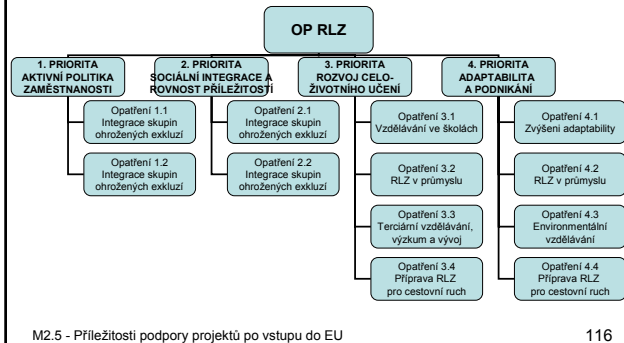 OP RLZ
1. PRIORITA
AKTIVNÍ POLITIKA
ZAMĚSTNANOSTI
Opatření 1.1
Integrace skupin
ohrožených exkluzí
Opatření 1.2
Integrace skupin
ohrožených exkluzí
2. PRIORITA
SOCIÁLNÍ INTEGRACE A
ROVNOST PŘÍLEŽITOSTÍ
Opatření 2.1
Integrace skupin
ohrožených exkluzí
Opatření 2.2
Integrace skupin
ohrožených exkluzí
3. PRIORITA
ROZVOJ CELO-
ŽIVOTNÍHO UČENÍ
Opatření 3.1
Vzdělávání ve školách
Opatření 3.2
RLZ v průmyslu
Opatření 3.3
Terciární vzdělávání,
výzkum a vývoj
Opatření 3.4
Příprava RLZ
pro cestovní ruch
4. PRIORITA
ADAPTABILITA
A PODNIKÁNÍ
Opatření 4.1
Zvýšeni adaptability
Opatření 4.2
RLZ v průmyslu
Opatření 4.3
Environmentální
vzdělávání
Opatření 4.4
Příprava RLZ
pro cestovní ruch
M2.5 - Příležitosti podpory projektů po vstupu do EU
116